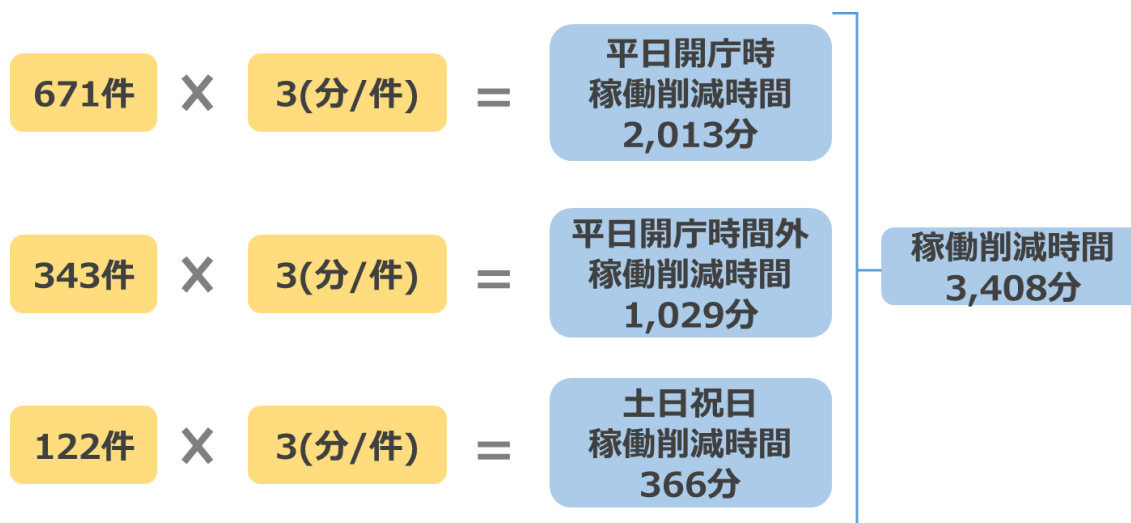 671件 × 3(分/件) = 平日開庁時
稼働削減時間
2,013分
343件 × 3(分/件) = 平日開庁時間外
稼働削減時間
1,029分
122件 × 3(分/件) = 土日祝日
稼働削減時間
366分
稼働削減時間
3,408分